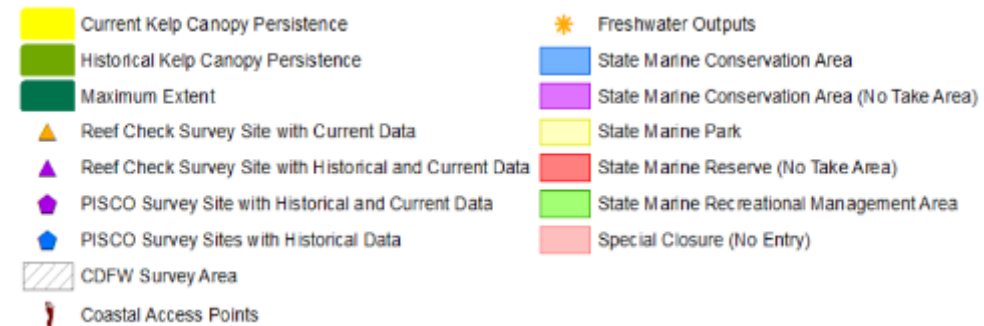 Current Kelp Canopy Persistence
Historical Kelp Canopy Persistence
Maximum Extent
Reef Check Survey Site with Current Data
Reef Check Survey Site with Historical and Current Data
PISCO Survey Site with Historical and Current Data
PISCO Survey Sites with Historical Data
CDFW Survey Area
Coastal Access Points
Freshwater Outputs
State Marine Conservation Area
State Marine Conservation Area (No Take Area)
State Marine Park
State Marine Reserve (No Take Area)
State Marine Recreational Management Area
Special Closure (No Entry)